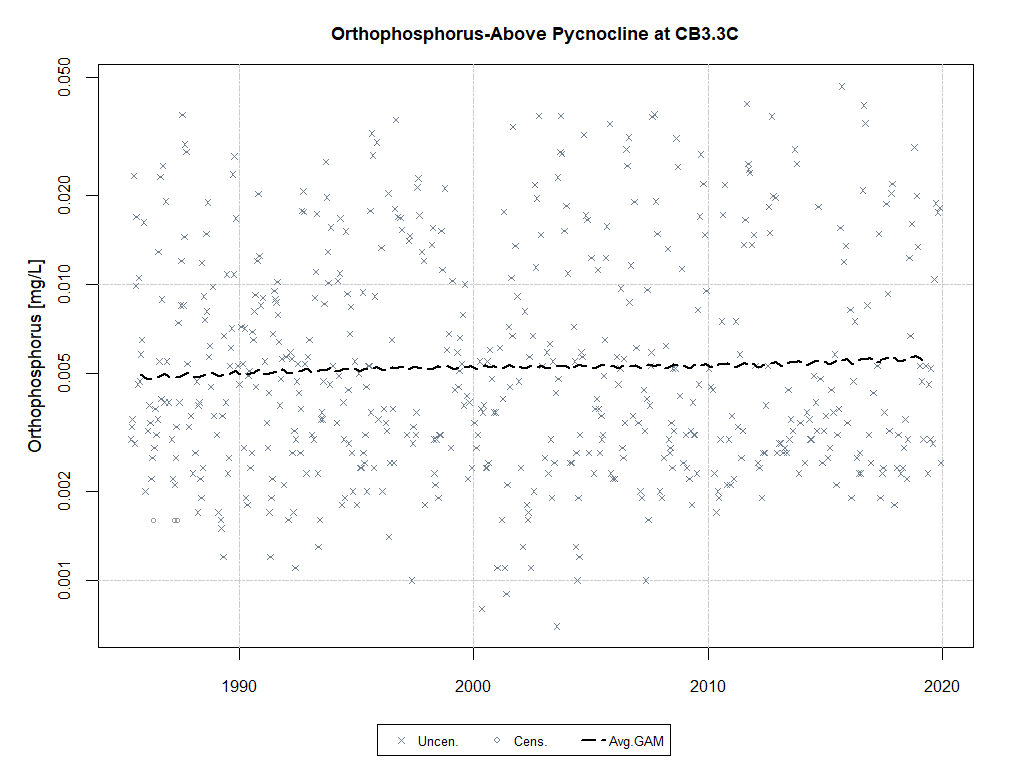 Orthophosphorus-Above Pycnocline at CB3.3C
Orthophosphorus [mg/L]
0.050
0.020
0.010
0.005
0.002
0.001
1990 2000 2010 2020
Uncen. Cens. Avg.GAM